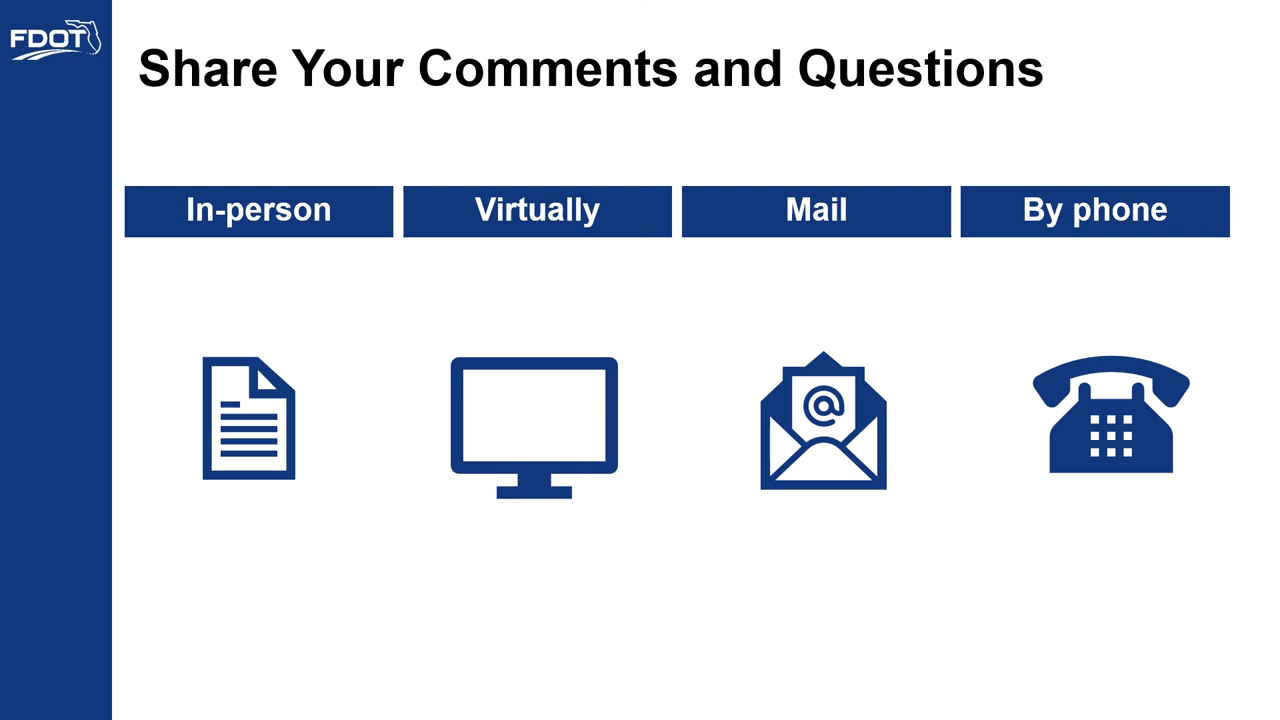 FDOT
Share Your Comments and Questions
In-person
Virtually
Mail
By phone
@